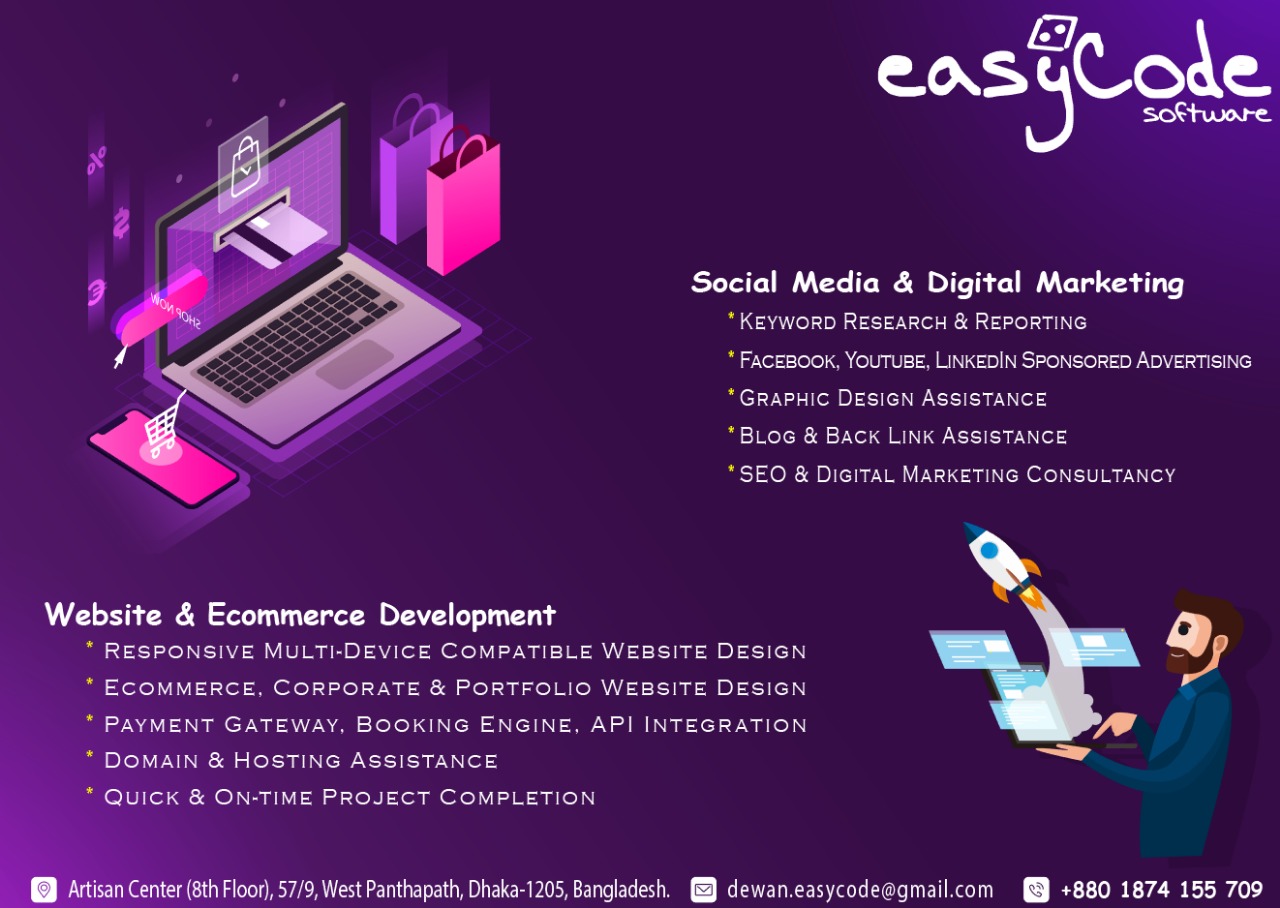 easyCode
software
SHOP NOW
Social Media & Digital Marketing
* Keyword Research & Reporting
* Facebook, Youtube, LinkedIn Sponsored Advertising
* Graphic Design Assistance
* Blog & Back Link Assistance
* SEO & Digital Marketing Consultancy
Website & Ecommerce Development
* Responsive Multi-Device Compatible Website Design
* Ecommerce, Corporate & Portfolio Website Design
* Payment Gateway, Booking Engine, API Integration
* Domain & Hosting Assistance
* Quick & On-time Project Completion
Artisan Center (8th Floor), 57/9, West Panthapath, Dhaka-1205, Bangladesh.
dewan.easycode@gmail.com
+880 1874 155 709